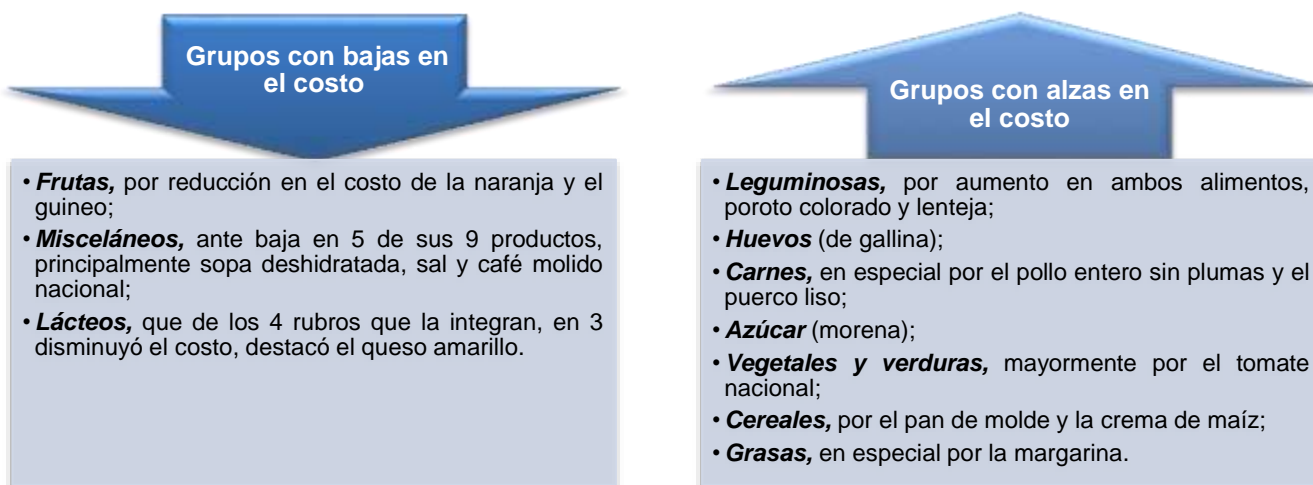 Grupos con bajas en
el costo
• Frutas, por reducción en el costo de la naranja y el
guineo;
• Misceláneos, ante baja en 5 de sus 9 productos,
principalmente sopa deshidratada, sal y café molido
nacional;
• Lácteos, que de los 4 rubros que la integran, en 3
disminuyó el costo, destacó el queso amarillo.
Grupos con alzas en
el costo
• Leguminosas, por aumento en ambos alimentos,
poroto colorado y lenteja;
• Huevos (de gallina);
• Carnes, en especial por el pollo entero sin plumas y el
puerco liso;
• Azúcar (morena);
• Vegetales y verduras, mayormente por el tomate
nacional;
• Cereales, por el pan de molde y la crema de maíz;
• Grasas, en especial por la margarina.